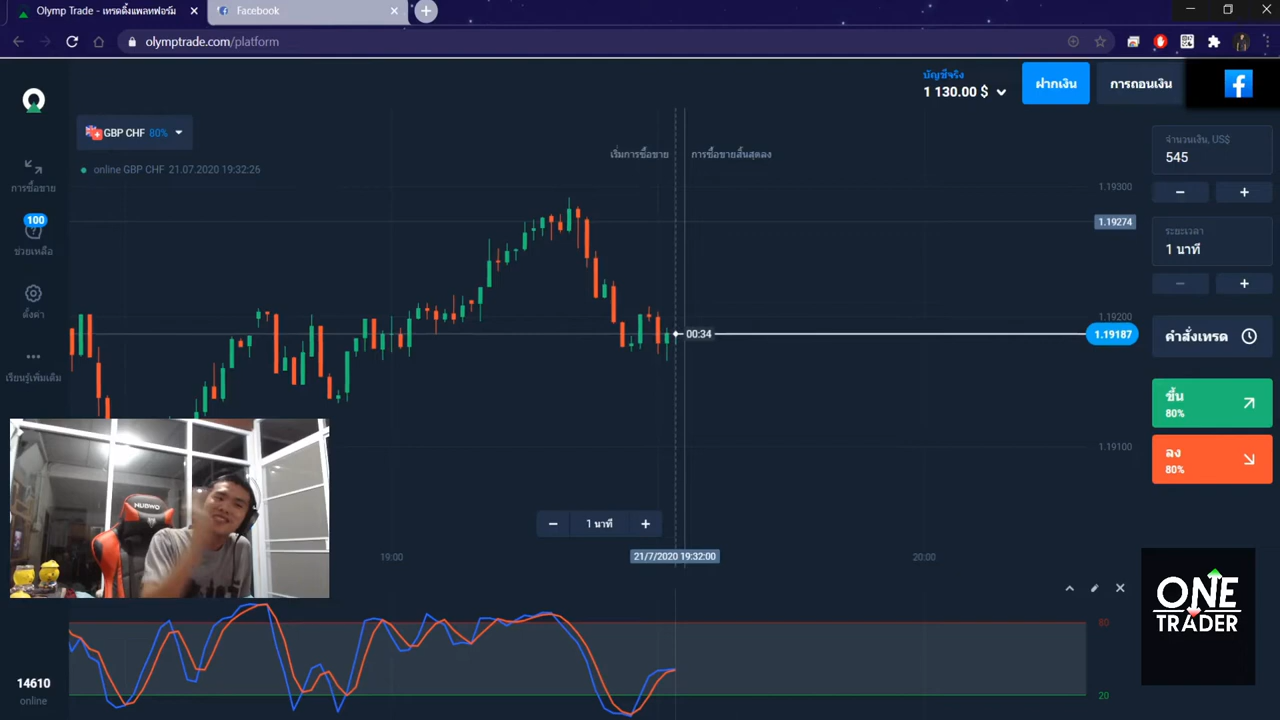 Olymp Trade - เทรดดิ้งแพลทฟอร์ม
Facebook
olymptrade.com/platform
บัญชีจริง
1 130.00 $
ฝากเงิน
การถอนเงิน
GBP CHF 80%
online GBP CHF 21.07.2020 19:32:26
เริ่มการซื้อขาย
การซื้อขายสิ้นสุดลง
จำนวนเงิน, US$
545
ระยะเวลา
1 นาที
คำสั่งเทรด
ขึ้น
80%
ลง
80%
การซื้อขาย
100
ช่วยเหลือ
ตั้งค่า
เรียนรู้เพิ่มเติม
1.19300
1.19274
1.19200
1.19187
1.19100
00:34
1 นาที
19:00
21/7/2020 19:32:00
20:00
HUBWO
80
20
14610
online
ONE
TRADER